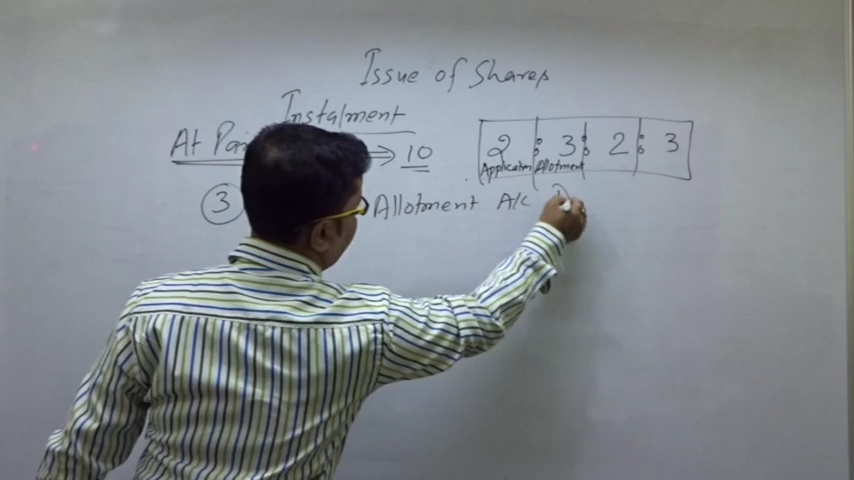 Issue of Shares
Instalment
At Par ⇒ 10
2 : 3 : 2 : 3
Application Allotment
③ Allotment A/c D